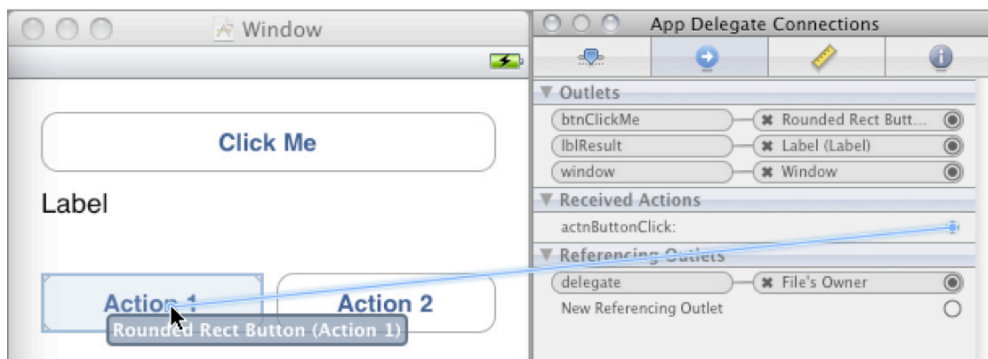 Window
Click Me
Label
Action 1
Action 2
Rounded Rect Button (Action 1)
App Delegate Connections
Outlets
btnClickMe
Rounded Rect Butt...
lblResult
Label (Label)
window
Window
Received Actions
actnButtonClick:
Referencing Outlets
delegate
File's Owner
New Referencing Outlet